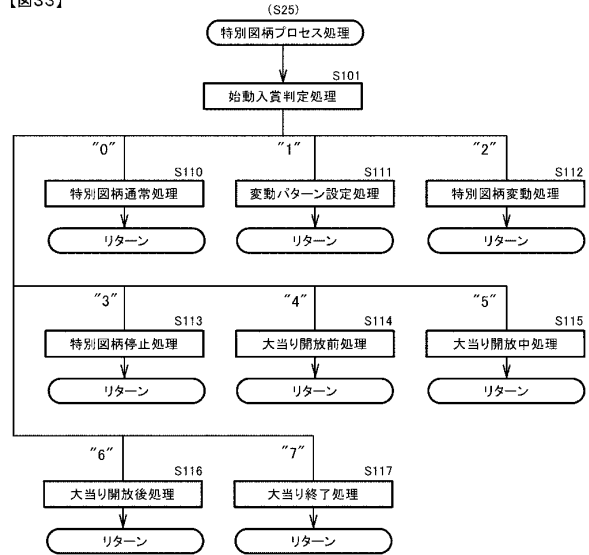 【図33】
(S25)
特別図柄プロセス処理
S101
始動入賞判定処理
"0" "1" "2"
S110 S111 S112
特別図柄通常処理 変動パターン設定処理 特別図柄変動処理
リターン リターン リターン
"3" "4" "5"
S113 S114 S115
特別図柄停止処理 大当り開放前処理 大当り開放中処理
リターン リターン リターン
"6" "7"
S116 S117
大当り開放後処理 大当り終了処理
リターン リターン